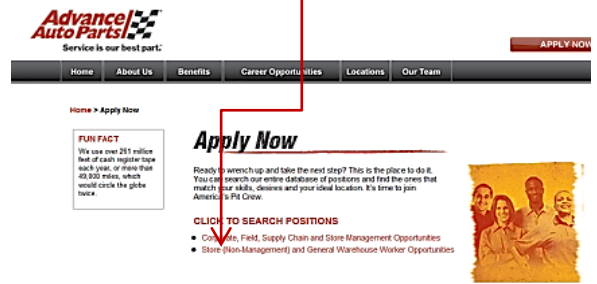 Advance
Auto Parts
Service is our best part.
APPLY NOW
Home About Us Benefits Career Opportunities Locations Our Team
Home > Apply Now
FUN FACT
We use over 261 million
feet of cash register tape
each year, or more than
49,000 miles, which
would circle the globe
twice.
Apply Now
Ready to wrench up and take the next step? This is the place to do it.
You can search our entire database of positions and find the ones that
match your skills, desires and your ideal location. It's time to join
America's Pit Crew.
CLICK TO SEARCH POSITIONS
Corporate, Field, Supply Chain and Store Management Opportunities
Store (Non-Management) and General Warehouse Worker Opportunities